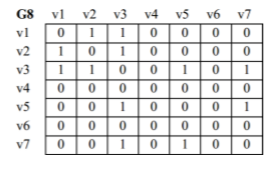 G8 v1 v2 v3 v4 v5 v6 v7
v1 0 1 1 0 0 0 0
v2 1 0 1 0 0 0 0
v3 1 1 0 0 1 0 1
v4 0 0 0 0 0 0 0
v5 0 0 1 0 0 0 1
v6 0 0 0 0 0 0 0
v7 0 0 1 0 1 0 0